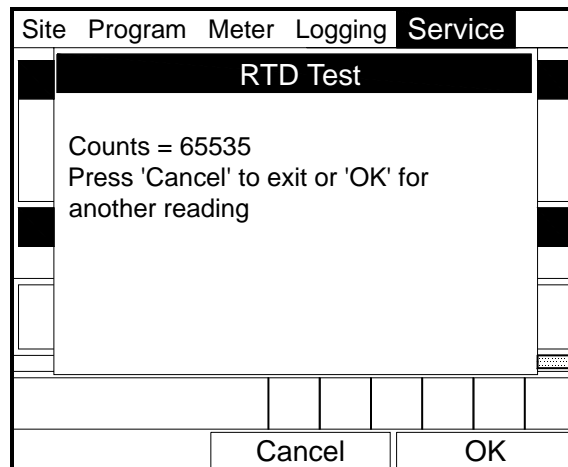 Site Program Meter Logging Service
RTD Test
Counts = 65535
Press 'Cancel' to exit or 'OK' for
another reading
Cancel OK